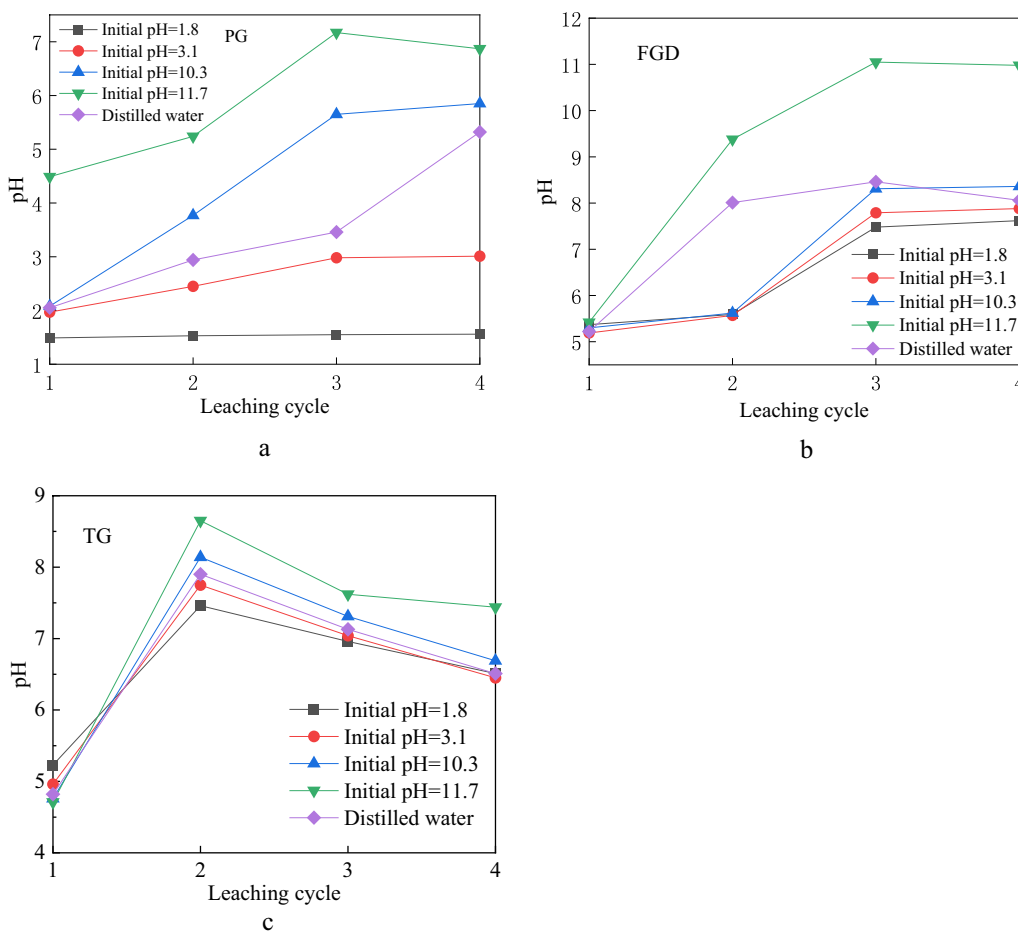 PG
Initial pH=1.8
Initial pH=3.1
Initial pH=10.3
Initial pH=11.7
Distilled water
7
6
5
4
3
2
1
pH
1 2 3 4
Leaching cycle
a
FGD
12
11
10
9
8
7
6
5
pH
Initial pH=1.8
Initial pH=3.1
Initial pH=10.3
Initial pH=11.7
Distilled water
1 2 3 4
Leaching cycle
b
TG
9
8
7
6
5
4
pH
Initial pH=1.8
Initial pH=3.1
Initial pH=10.3
Initial pH=11.7
Distilled water
1 2 3 4
Leaching cycle
c